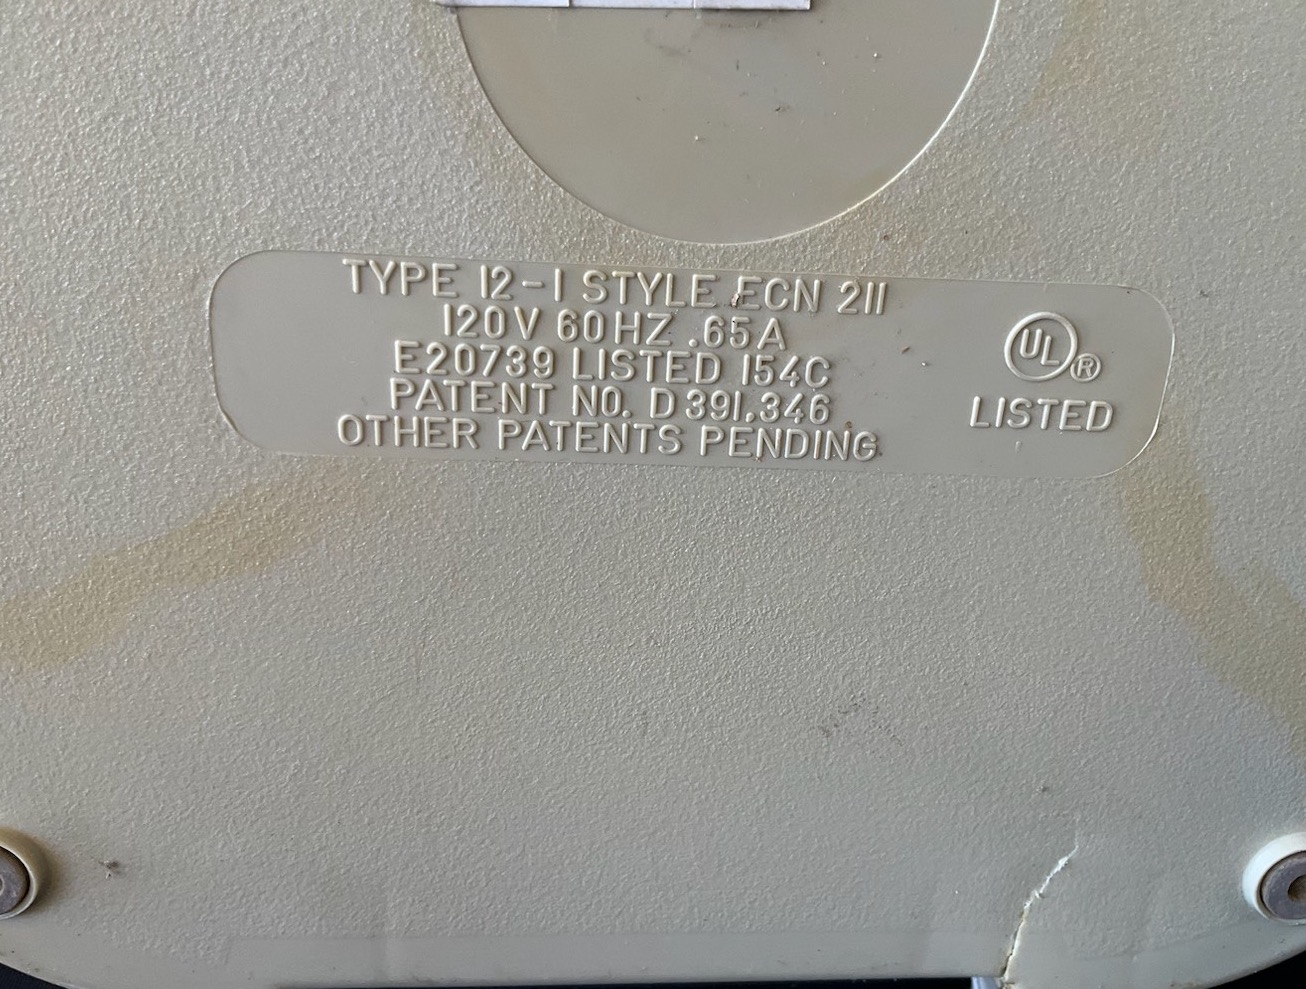 TYPE 12-1 STYLE ECN 211
120V 60HZ .65A
E20739 LISTED 154C
PATENT NO. D391,346
OTHER PATENTS PENDING
UL®
LISTED